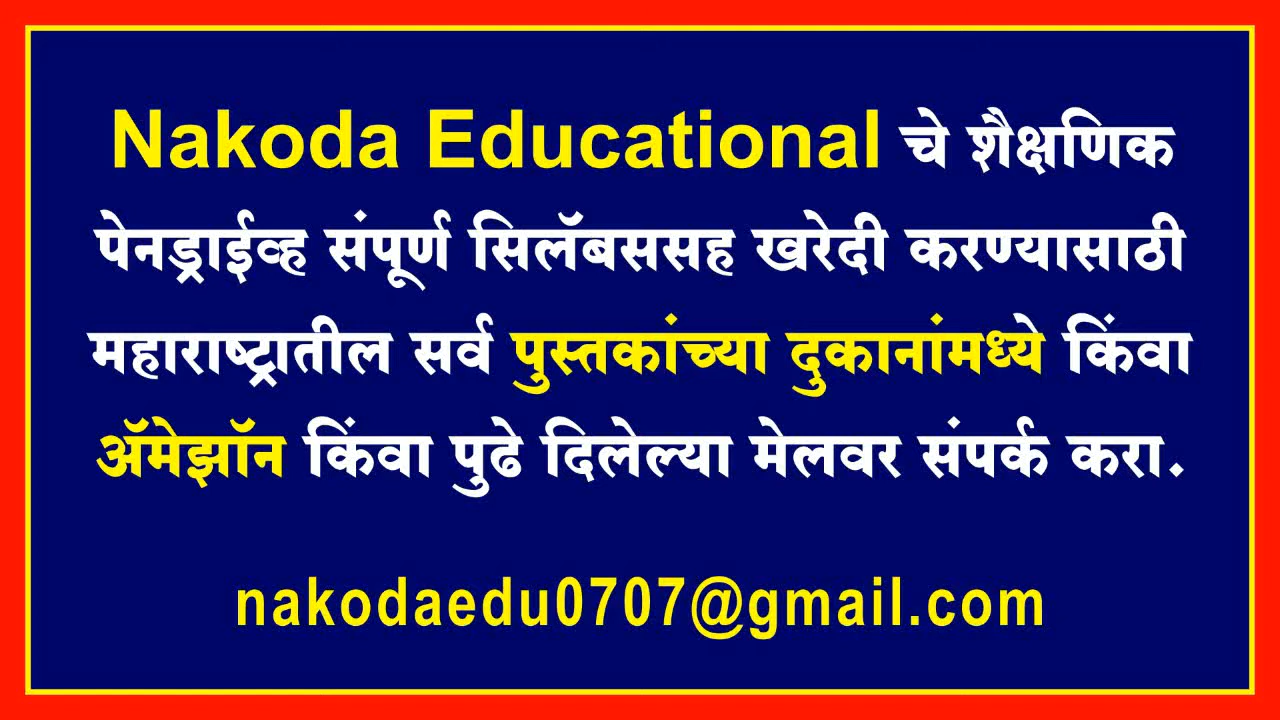 Nakoda Educational चे शैक्षणिक
पेनड्राईव्ह संपूर्ण सिलॅबससह खरेदी करण्यासाठी
महाराष्ट्रातील सर्व पुस्तकांच्या दुकानांमध्ये किंवा
ॲमेझॉन किंवा पुढे दिलेल्या मेलवर संपर्क करा.
nakodaedu0707@gmail.com